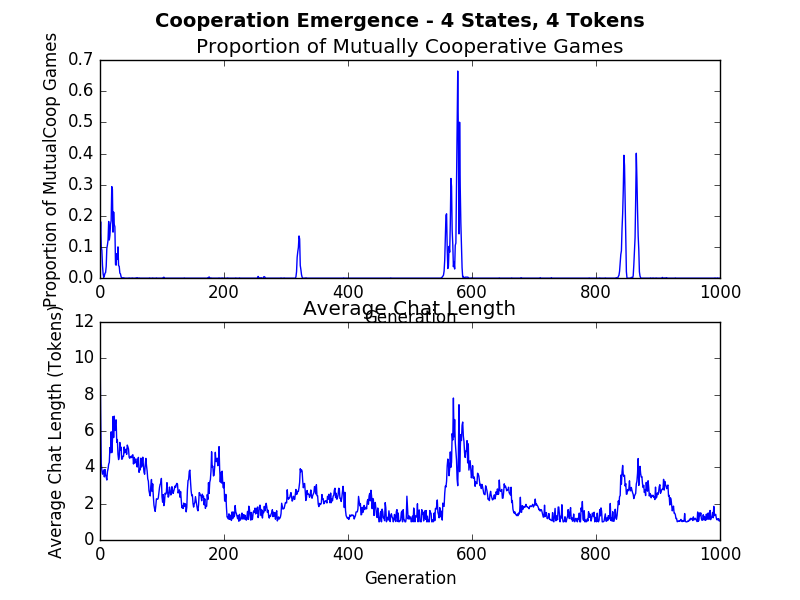 Cooperation Emergence - 4 States, 4 Tokens
Proportion of Mutually Cooperative Games
Proportion of MutualCoop Games
0.7
0.6
0.5
0.4
0.3
0.2
0.1
0.0
0 200 400 600 800 1000
Generation
Average Chat Length
Average Chat Length (Tokens)
12
10
8
6
4
2
0
0 200 400 600 800 1000
Generation